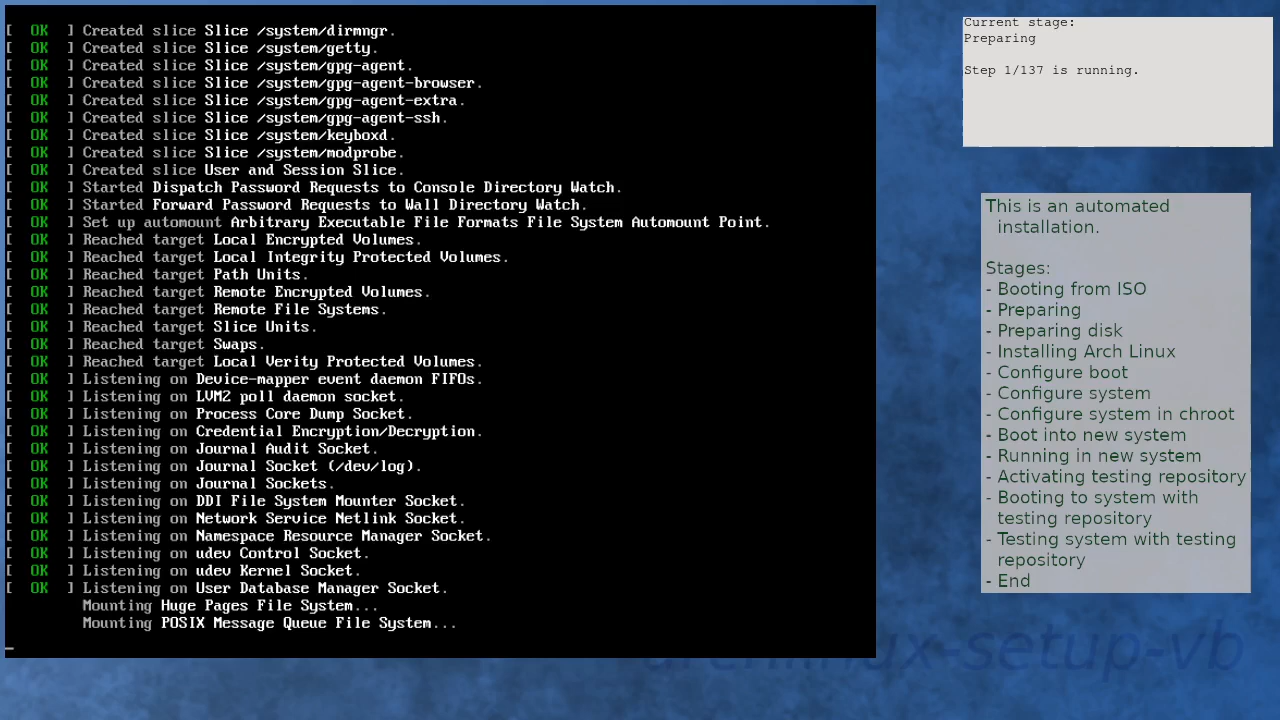 [  OK  ] Created slice Slice /system/dirmngr.
[  OK  ] Created slice Slice /system/getty.
[  OK  ] Created slice Slice /system/gpg-agent.
[  OK  ] Created slice Slice /system/gpg-agent-browser.
[  OK  ] Created slice Slice /system/gpg-agent-extra.
[  OK  ] Created slice Slice /system/gpg-agent-ssh.
[  OK  ] Created slice Slice /system/keyboxd.
[  OK  ] Created slice Slice /system/modprobe.
[  OK  ] Created slice User and Session Slice.
[  OK  ] Started Dispatch Password Requests to Console Directory Watch.
[  OK  ] Started Forward Password Requests to Wall Directory Watch.
[  OK  ] Set up automount Arbitrary Executable File Formats File System Automount Point.
[  OK  ] Reached target Local Encrypted Volumes.
[  OK  ] Reached target Local Integrity Protected Volumes.
[  OK  ] Reached target Path Units.
[  OK  ] Reached target Remote Encrypted Volumes.
[  OK  ] Reached target Remote File Systems.
[  OK  ] Reached target Slice Units.
[  OK  ] Reached target Swaps.
[  OK  ] Reached target Local Verity Protected Volumes.
[  OK  ] Listening on Device-mapper event daemon FIFOs.
[  OK  ] Listening on LVM2 poll daemon socket.
[  OK  ] Listening on Process Core Dump Socket.
[  OK  ] Listening on Credential Encryption/Decryption.
[  OK  ] Listening on Journal Audit Socket.
[  OK  ] Listening on Journal Socket (/dev/log).
[  OK  ] Listening on Journal Sockets.
[  OK  ] Listening on DDI File System Mounter Socket.
[  OK  ] Listening on Network Service Netlink Socket.
[  OK  ] Listening on Namespace Resource Manager Socket.
[  OK  ] Listening on udev Control Socket.
[  OK  ] Listening on udev Kernel Socket.
[  OK  ] Listening on User Database Manager Socket.
Mounting Huge Pages File System...
Mounting POSIX Message Queue File System...
Current stage:
Preparing
Step 1/137 is running.
This is an automated
installation.
Stages:
- Booting from ISO
- Preparing
- Preparing disk
- Installing Arch Linux
- Configure boot
- Configure system
- Configure system in chroot
- Boot into new system
- Running in new system
- Activating testing repository
- Booting to system with
testing repository
- Testing system with testing
repository
- End
archlinux-setup-vb